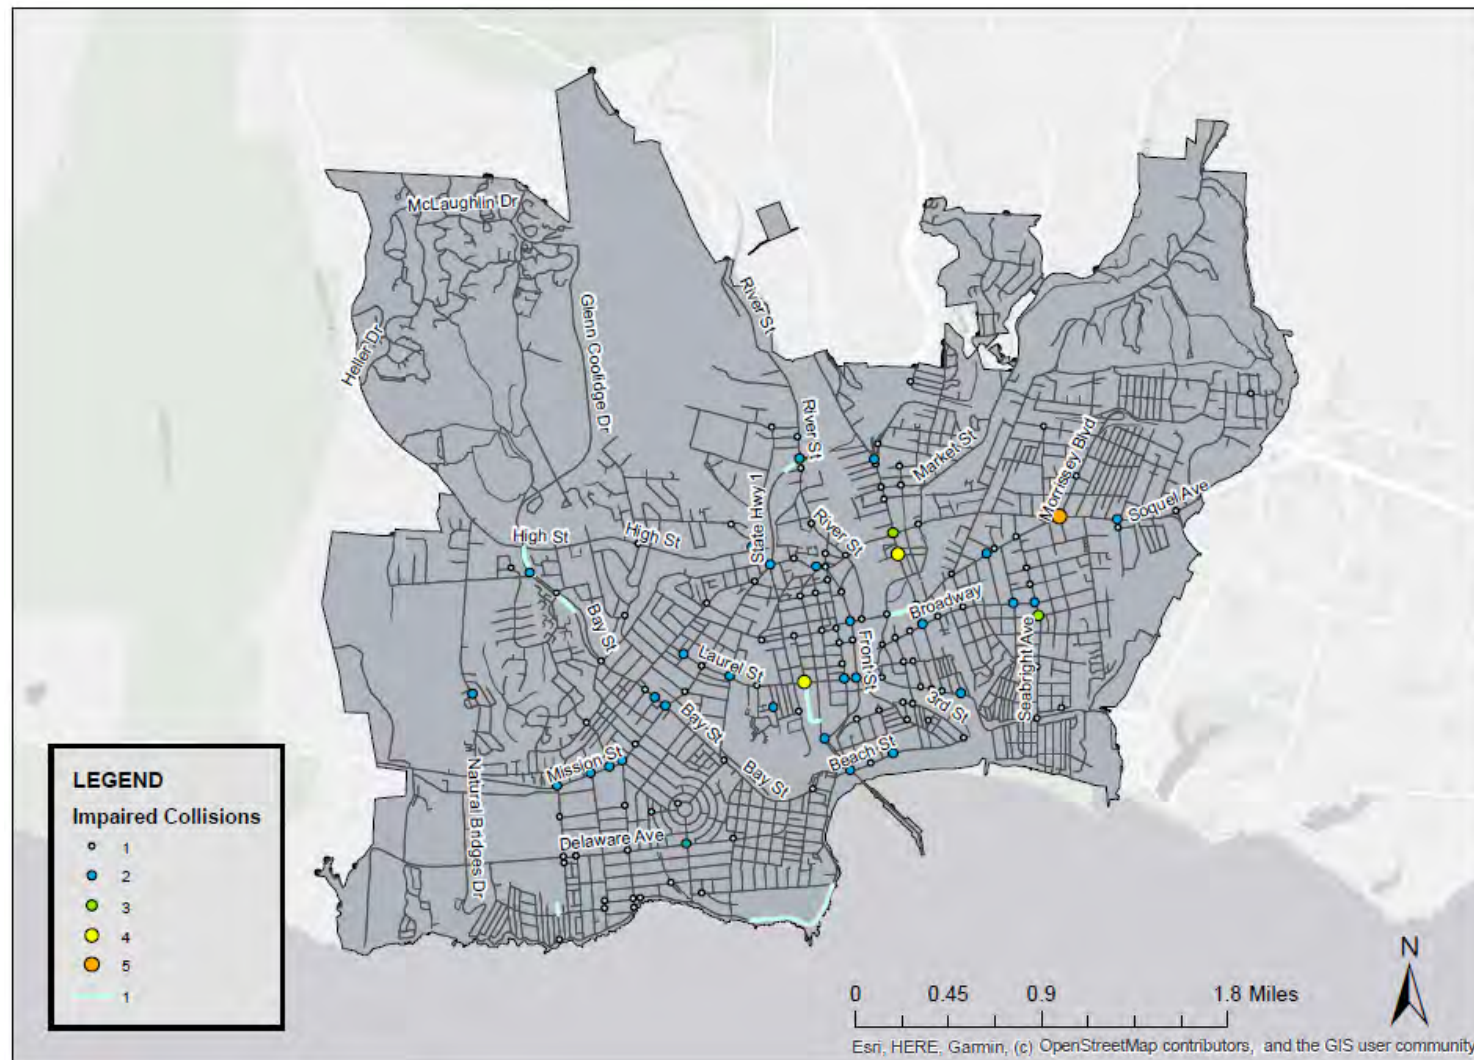 McLaughlin Dr
River St
Glenn Coolidge Dr
Heller Dr
River St
Market St
Morrissey Blvd
Soquel Ave
State Hwy 1
River St
High St
High St
Bay St
Broadway
Front St
Laurel St
Seabright Ave
3rd St
Bay St
Beach St
Mission St
Bay St
Natural Bridges Dr
Delaware Ave
LEGEND
Impaired Collisions
1
2
3
4
5
1
N
0 0.45 0.9 1.8 Miles
Esri, HERE, Garmin, (c) OpenStreetMap contributors, and the GIS user community